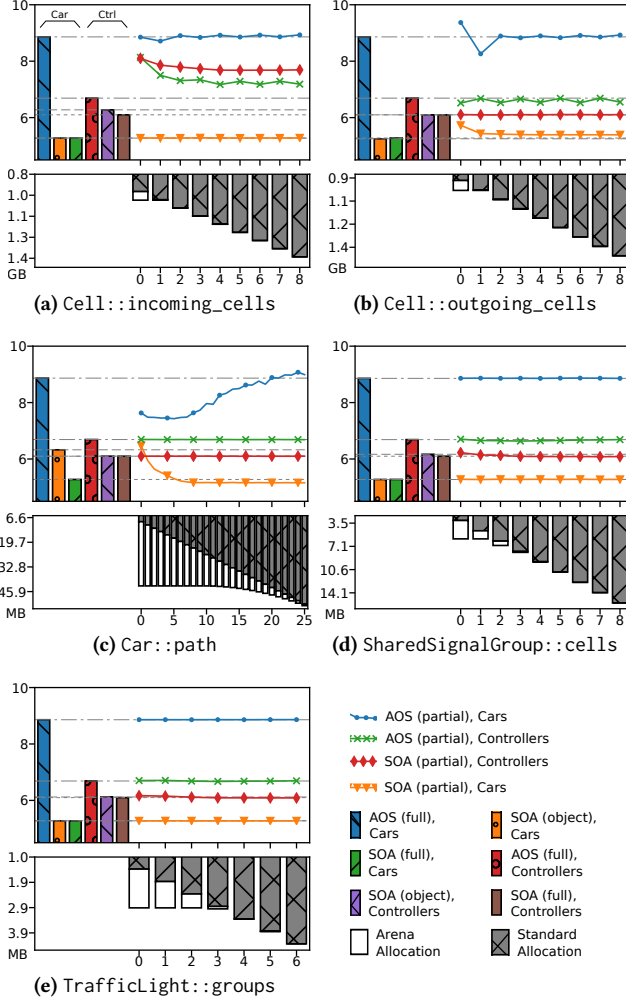 Car Ctrl
10
8
6
0.8
1.0
1.1
1.3
1.4
GB
0 1 2 3 4 5 6 7 8
(a) Cell::incoming_cells
10
8
6
0.9
1.0
1.1
1.3
1.4
GB
0 1 2 3 4 5 6 7 8
(b) Cell::outgoing_cells
10
8
6
6.6
19.7
32.8
45.9
MB
0 5 10 15 20 25
(c) Car::path
10
8
6
3.5
7.1
10.6
14.1
MB
0 1 2 3 4 5 6 7 8
(d) SharedSignalGroup::cells
10
8
6
1.0
1.9
2.9
3.9
MB
0 1 2 3 4 5 6
(e) TrafficLight::groups
AOS (partial), Cars
AOS (partial), Controllers
SOA (partial), Controllers
SOA (partial), Cars
AOS (full),
Cars
SOA (object),
Cars
SOA (full),
Cars
AOS (full),
Controllers
SOA (object),
Controllers
SOA (full),
Controllers
Arena
Allocation
Standard
Allocation